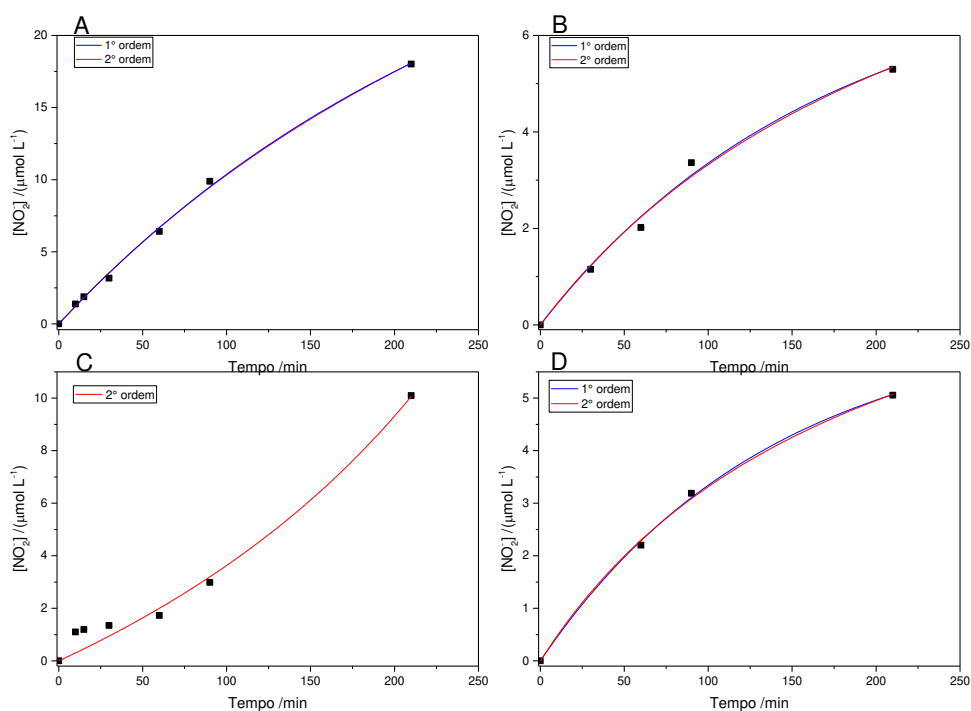 A
1° ordem
2° ordem
[NO2-] /(μmol L-1)
20
15
10
5
0
0 50 100 150 200 250
Tempo /min
B
1° ordem
2° ordem
[NO2-] /(μmol L-1)
6
4
2
0
0 50 100 150 200 250
Tempo /min
C
2° ordem
[NO2-] /(μmol L-1)
10
8
6
4
2
0
0 50 100 150 200 250
Tempo /min
D
1° ordem
2° ordem
[NO2-] /(μmol L-1)
5
4
3
2
1
0
0 50 100 150 200 250
Tempo /min